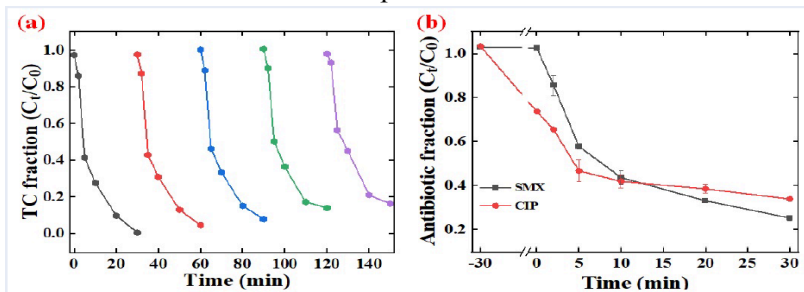 (a)
TC fraction (Ct/C0)
1.0
0.8
0.6
0.4
0.2
0.0
0 20 40 60 80 100 120 140
Time (min)
(b)
Antibiotic fraction (Ct/C0)
1.0
0.8
0.6
0.4
0.2
SMX
CIP
-30 0 5 10 15 20 25 30
Time (min)